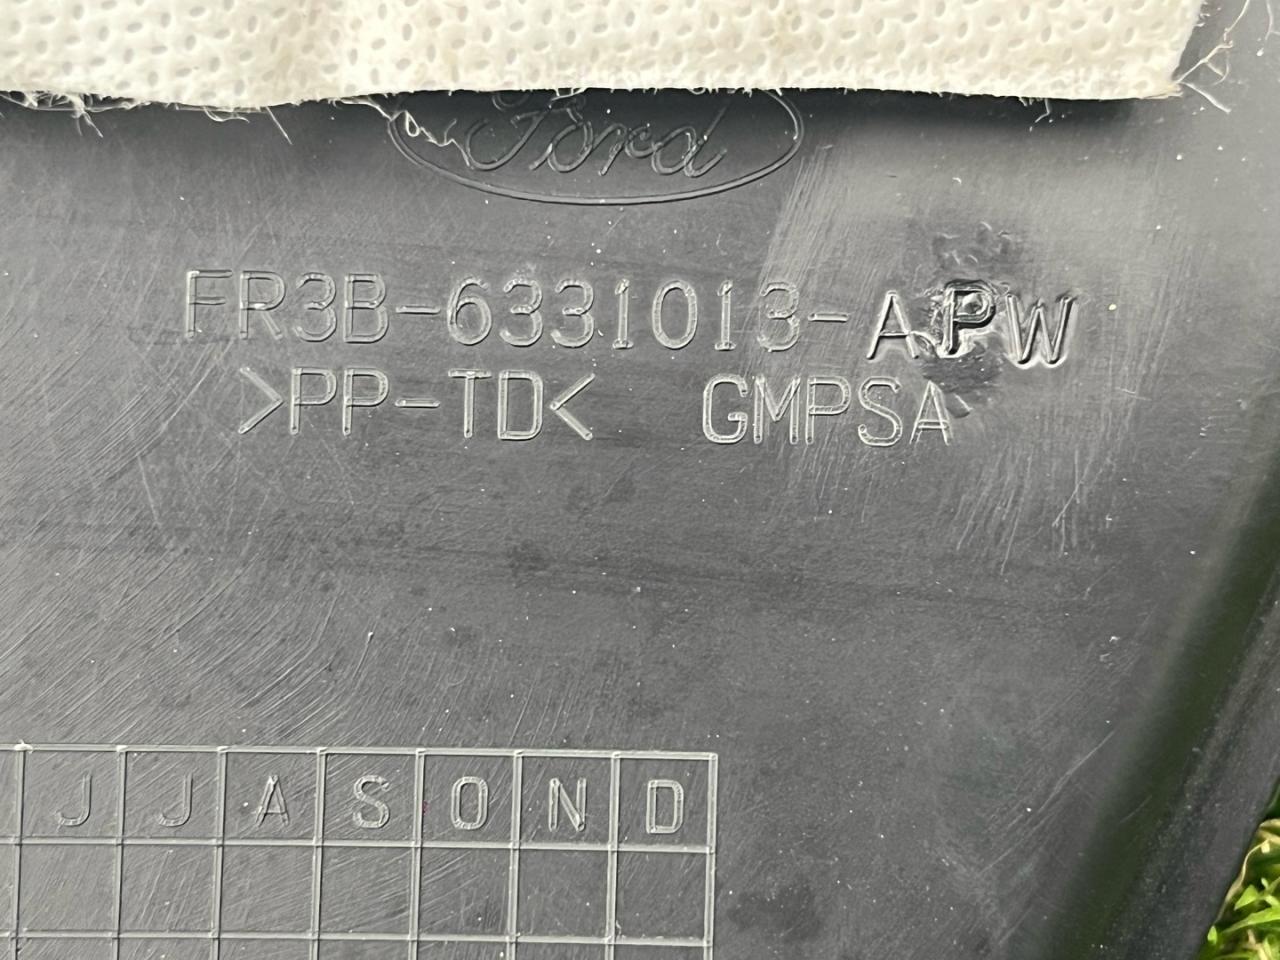 Ford
FR3B-6331013-APW
>PP-TD< GMPSA
J J A S O N D